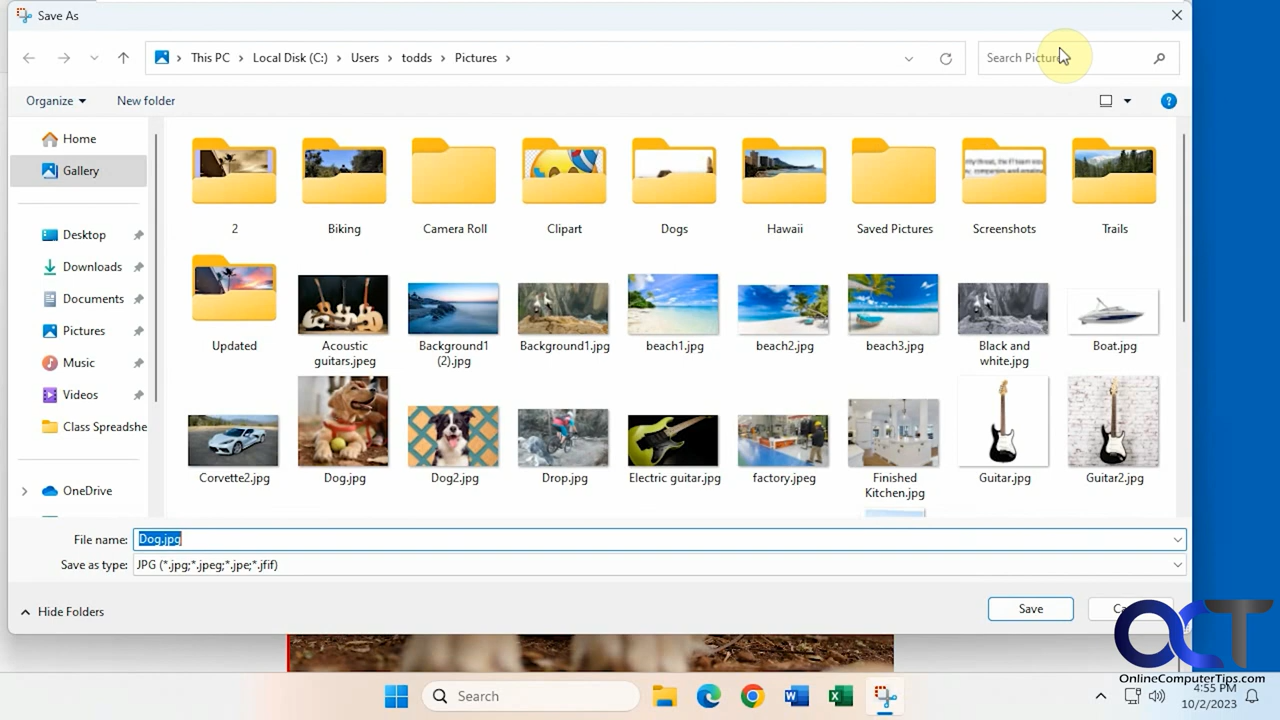 Save As
This PC > Local Disk (C:) > Users > todds > Pictures >
Search Pictur
Organize
New folder
Home
Gallery
Desktop
Downloads
Documents
Pictures
Music
Videos
Class Spreadshe
OneDrive
2
Biking
Camera Roll
Clipart
Dogs
Hawaii
Saved Pictures
Screenshots
Trails
Updated
Acoustic
guitars.jpeg
Background1
(2).jpg
Background1.jpg
beach1.jpg
beach2.jpg
beach3.jpg
Black and
white.jpg
Boat.jpg
Corvette2.jpg
Dog.jpg
Dog2.jpg
Drop.jpg
Electric guitar.jpg
factory.jpeg
Finished
Kitchen.jpg
Guitar.jpg
Guitar2.jpg
File name: Dog.jpg
Save as type: JPG (*.jpg;*.jpeg;*.jpe;*.jfif)
Hide Folders
Save
OCT
OnlineComputerTips.com
Search
4:55 PM
10/2/2023